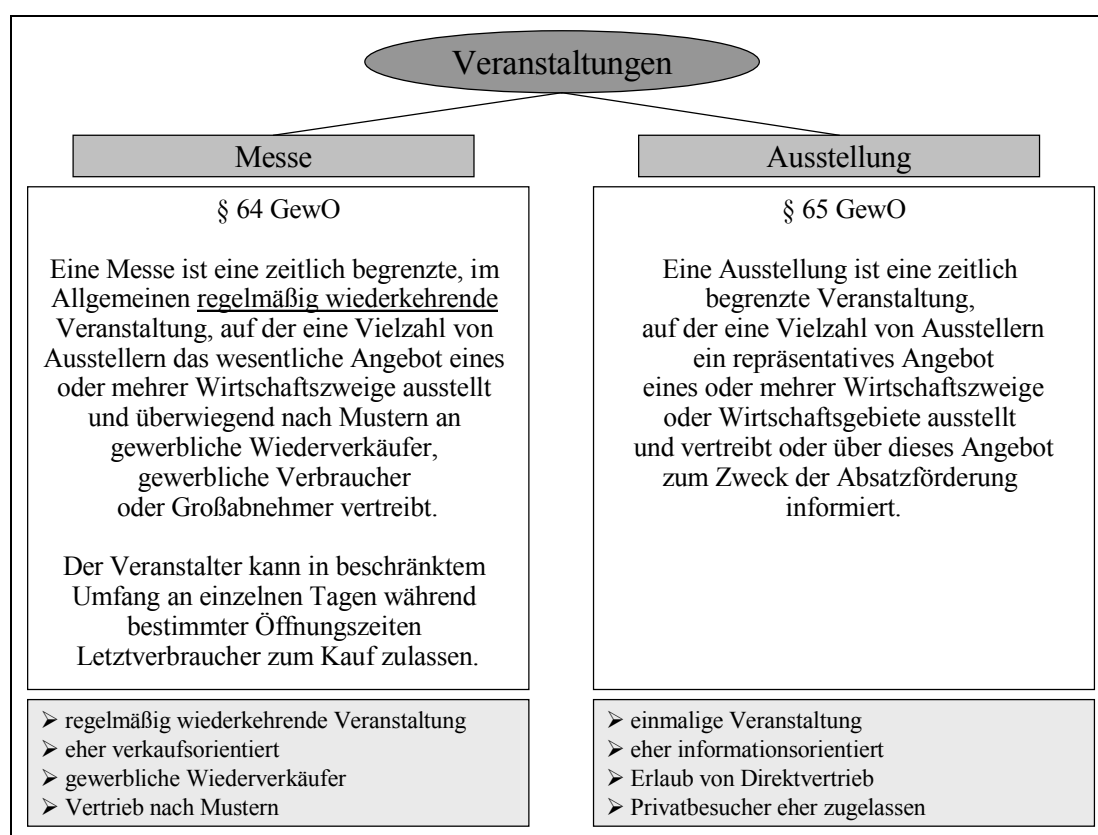 Veranstaltungen
Messe
§ 64 GewO
Eine Messe ist eine zeitlich begrenzte, im
Allgemeinen regelmäßig wiederkehrende
Veranstaltung, auf der eine Vielzahl von
Ausstellern das wesentliche Angebot eines
oder mehrer Wirtschaftszweige ausstellt
und überwiegend nach Mustern an
gewerbliche Wiederverkäufer,
gewerbliche Verbraucher
oder Großabnehmer vertreibt.
Der Veranstalter kann in beschränktem
Umfang an einzelnen Tagen während
bestimmter Öffnungszeiten
Letztverbraucher zum Kauf zulassen.
➢ regelmäßig wiederkehrende Veranstaltung
➢ eher verkaufsorientiert
➢ gewerbliche Wiederverkäufer
➢ Vertrieb nach Mustern
Ausstellung
§ 65 GewO
Eine Ausstellung ist eine zeitlich
begrenzte Veranstaltung,
auf der eine Vielzahl von Ausstellern
ein repräsentatives Angebot
eines oder mehrer Wirtschaftszweige
oder Wirtschaftsgebiete ausstellt
und vertreibt oder über dieses Angebot
zum Zweck der Absatzförderung
informiert.
➢ einmalige Veranstaltung
➢ eher informationsorientiert
➢ Erlaub von Direktvertrieb
➢ Privatbesucher eher zugelassen